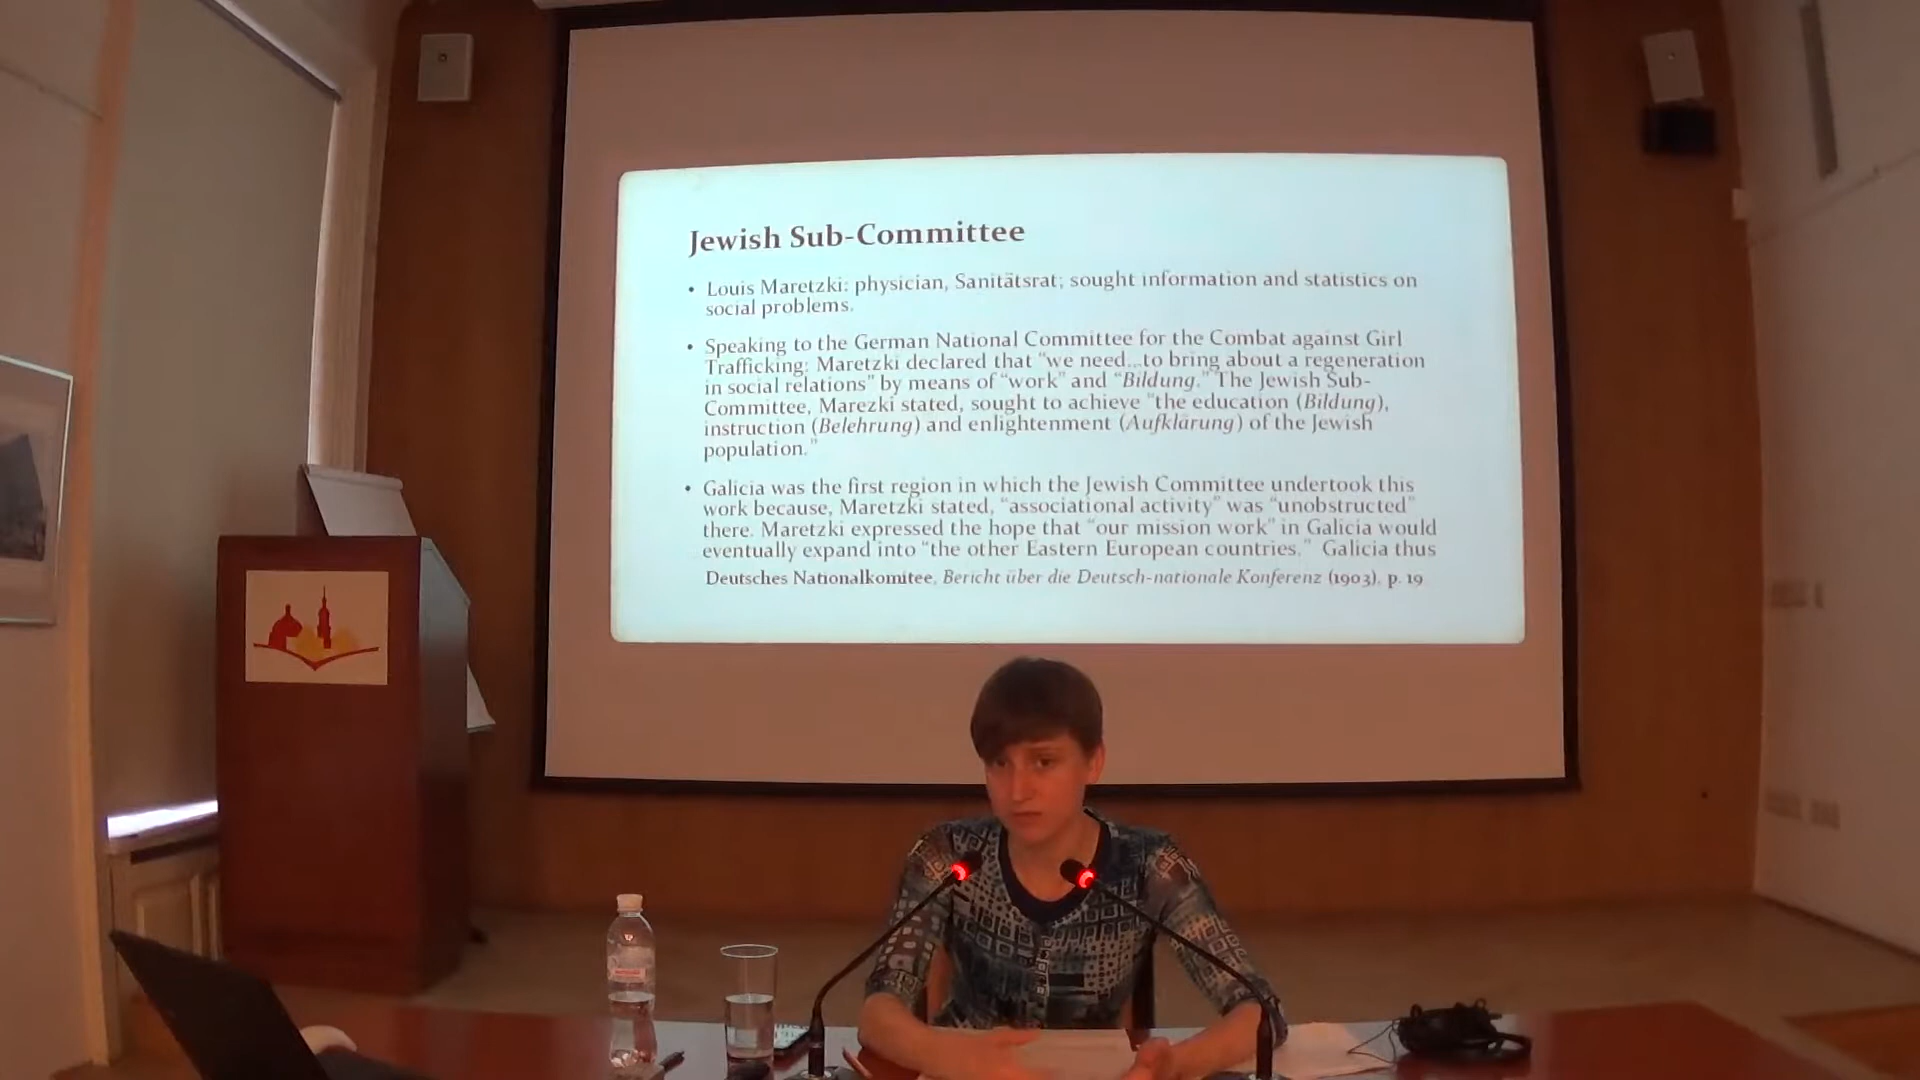 Jewish Sub-Committee
• Louis Maretzki: physician, Sanitätsrat; sought information and statistics on
social problems.
• Speaking to the German National Committee for the Combat against Girl
Trafficking: Maretzki declared that “we need...to bring about a regeneration
in social relations” by means of “work” and “Bildung.” The Jewish Sub-
Committee, Marezki stated, sought to achieve “the education (Bildung),
instruction (Belehrung) and enlightenment (Aufklärung) of the Jewish
population.”
• Galicia was the first region in which the Jewish Committee undertook this
work because, Maretzki stated, “associational activity” was “unobstructed”
there. Maretzki expressed the hope that “our mission work” in Galicia would
eventually expand into “the other Eastern European countries.” Galicia thus
Deutsches Nationalkomitee, Bericht über die Deutsch-nationale Konferenz (1903), p. 19